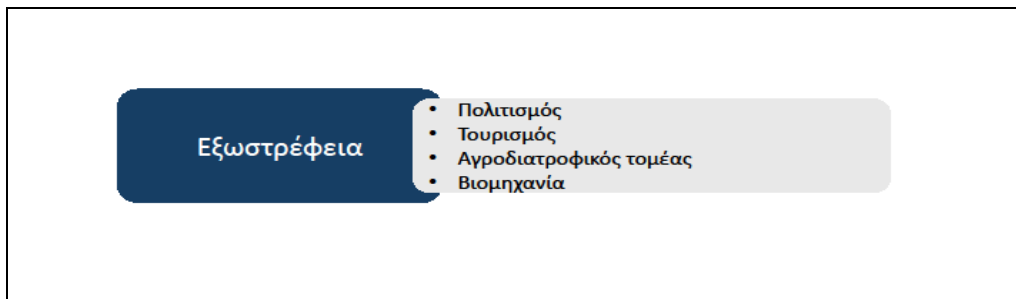 Εξωστρέφεια
• Πολιτισμός
• Τουρισμός
• Αγροδιατροφικός τομέας
• Βιομηχανία